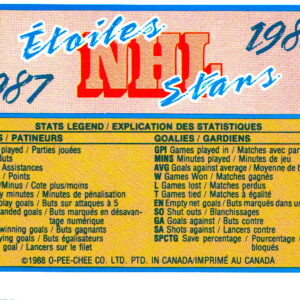 Étoiles
NHL
Stars
1987
198
STATS LEGEND / EXPLICATION DES STATISTIQUES
S / PATINEURS
played / Parties jouées
Buts
Assistances
/ Points
/Minus / Cote plus/moins
y minutes / Minutes de pénalisation
play goals / Buts sur attaques à 5
handed goals / Buts marqués en désavan-
tage numérique
winning goals / Buts gagnants
ying goals / Buts égalisateurs
on goal / Lancers
GOALIES / GARDIENS
GPI Games played in / Matches avec par
MINS Minutes played / Minutes de jeu
AVG Goals against average / Moyenne de b
W Games Won / Matches gagnés
L Games lost / Matches perdus
T Games tied / Matches nuls
EN Empty net goals / Buts marqués dans un
SO Shut outs / Blanchissages
GA Goals against / Buts contre
SA Shots against / Lancers contre
SPCTG Save percentage / Pourcentage
bloqués
©1988 O-PEE-CHEE CO. LTD. PTD. IN CANADA/IMPRIMÉ AU CANADA